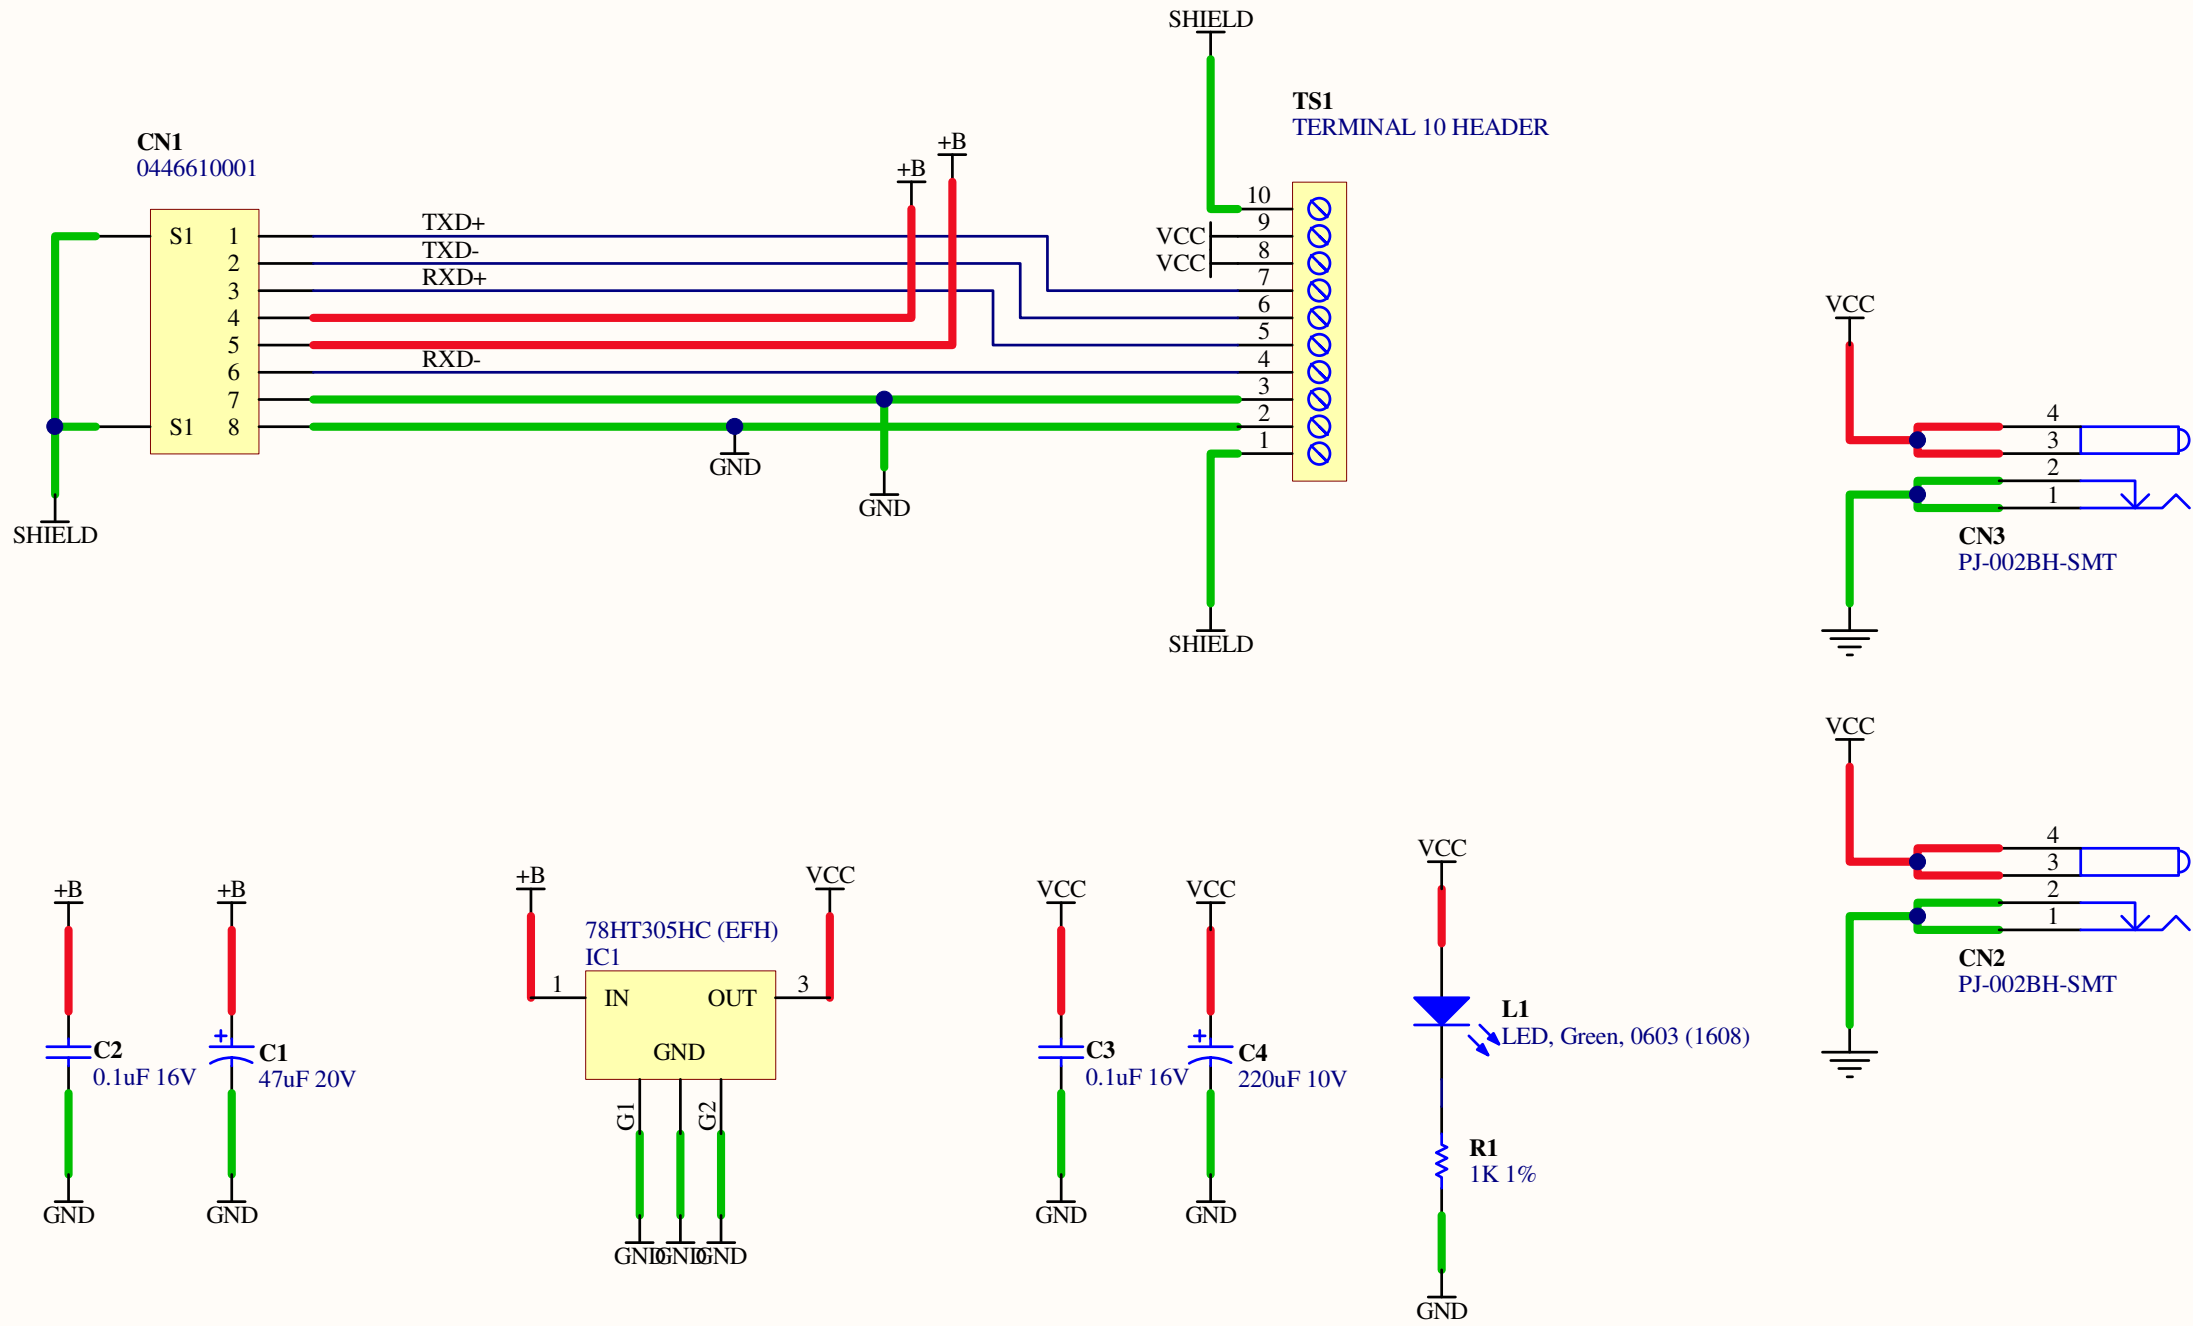 SHIELD
TS1
TERMINAL 10 HEADER
CN1
0446610001
+B
+B
S1
S1
1
2
3
4
5
6
7
8
TXD+
TXD-
RXD+
RXD-
GND
GND
SHIELD
10
9
8
7
6
5
4
3
2
1
VCC
VCC
SHIELD
VCC
4
3
2
1
CN3
PJ-002BH-SMT
VCC
4
3
2
1
CN2
PJ-002BH-SMT
+B
C2
0.1uF 16V
GND
+B
C1
47uF 20V
GND
+B
VCC
78HT305HC (EFH)
IC1
1
IN
OUT
3
GND
G1
G2
GND
GND
GND
VCC
C3
0.1uF 16V
GND
VCC
C4
220uF 10V
GND
VCC
L1
LED, Green, 0603 (1608)
R1
1K 1%
GND